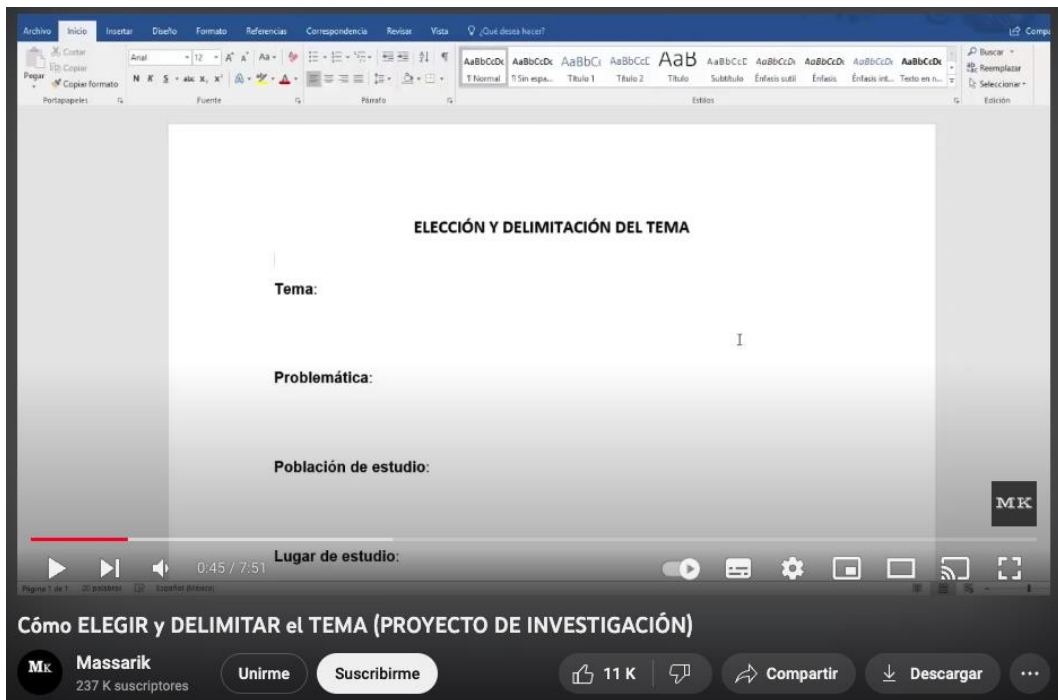 Archivo Inicio Insertar Diseño Formato Referencias Correspondencia Revisar Vista ¿Qué desea hacer?
Cortar
Copiar
Pegar
Copiar formato
Arial 12
N K S abc
Portapapeles Fuente Párrafo Estilos Edición
AaBbCcDc AaBbCcDc AaBbCc AaBbCcE AaB AaBbCcE AaBbCcDc AaBbCcDc AaBbCcDc AaBbCcDc
¶ Normal ¶ Sin espa... Título 1 Título 2 Título Subtítulo Énfasis sutil Énfasis Énfasis int... Texto en n...
Buscar
Reemplazar
Seleccionar
ELECCIÓN Y DELIMITACIÓN DEL TEMA
Tema:
Problemática:
Población de estudio:
MK
Lugar de estudio:
0:45 / 7:51
Página 1 de 1 20 palabras Español (México)
Cómo ELEGIR y DELIMITAR el TEMA (PROYECTO DE INVESTIGACIÓN)
MK
Massarik
237 K suscriptores
Unirme
Suscribirme
11 K
Compartir
Descargar